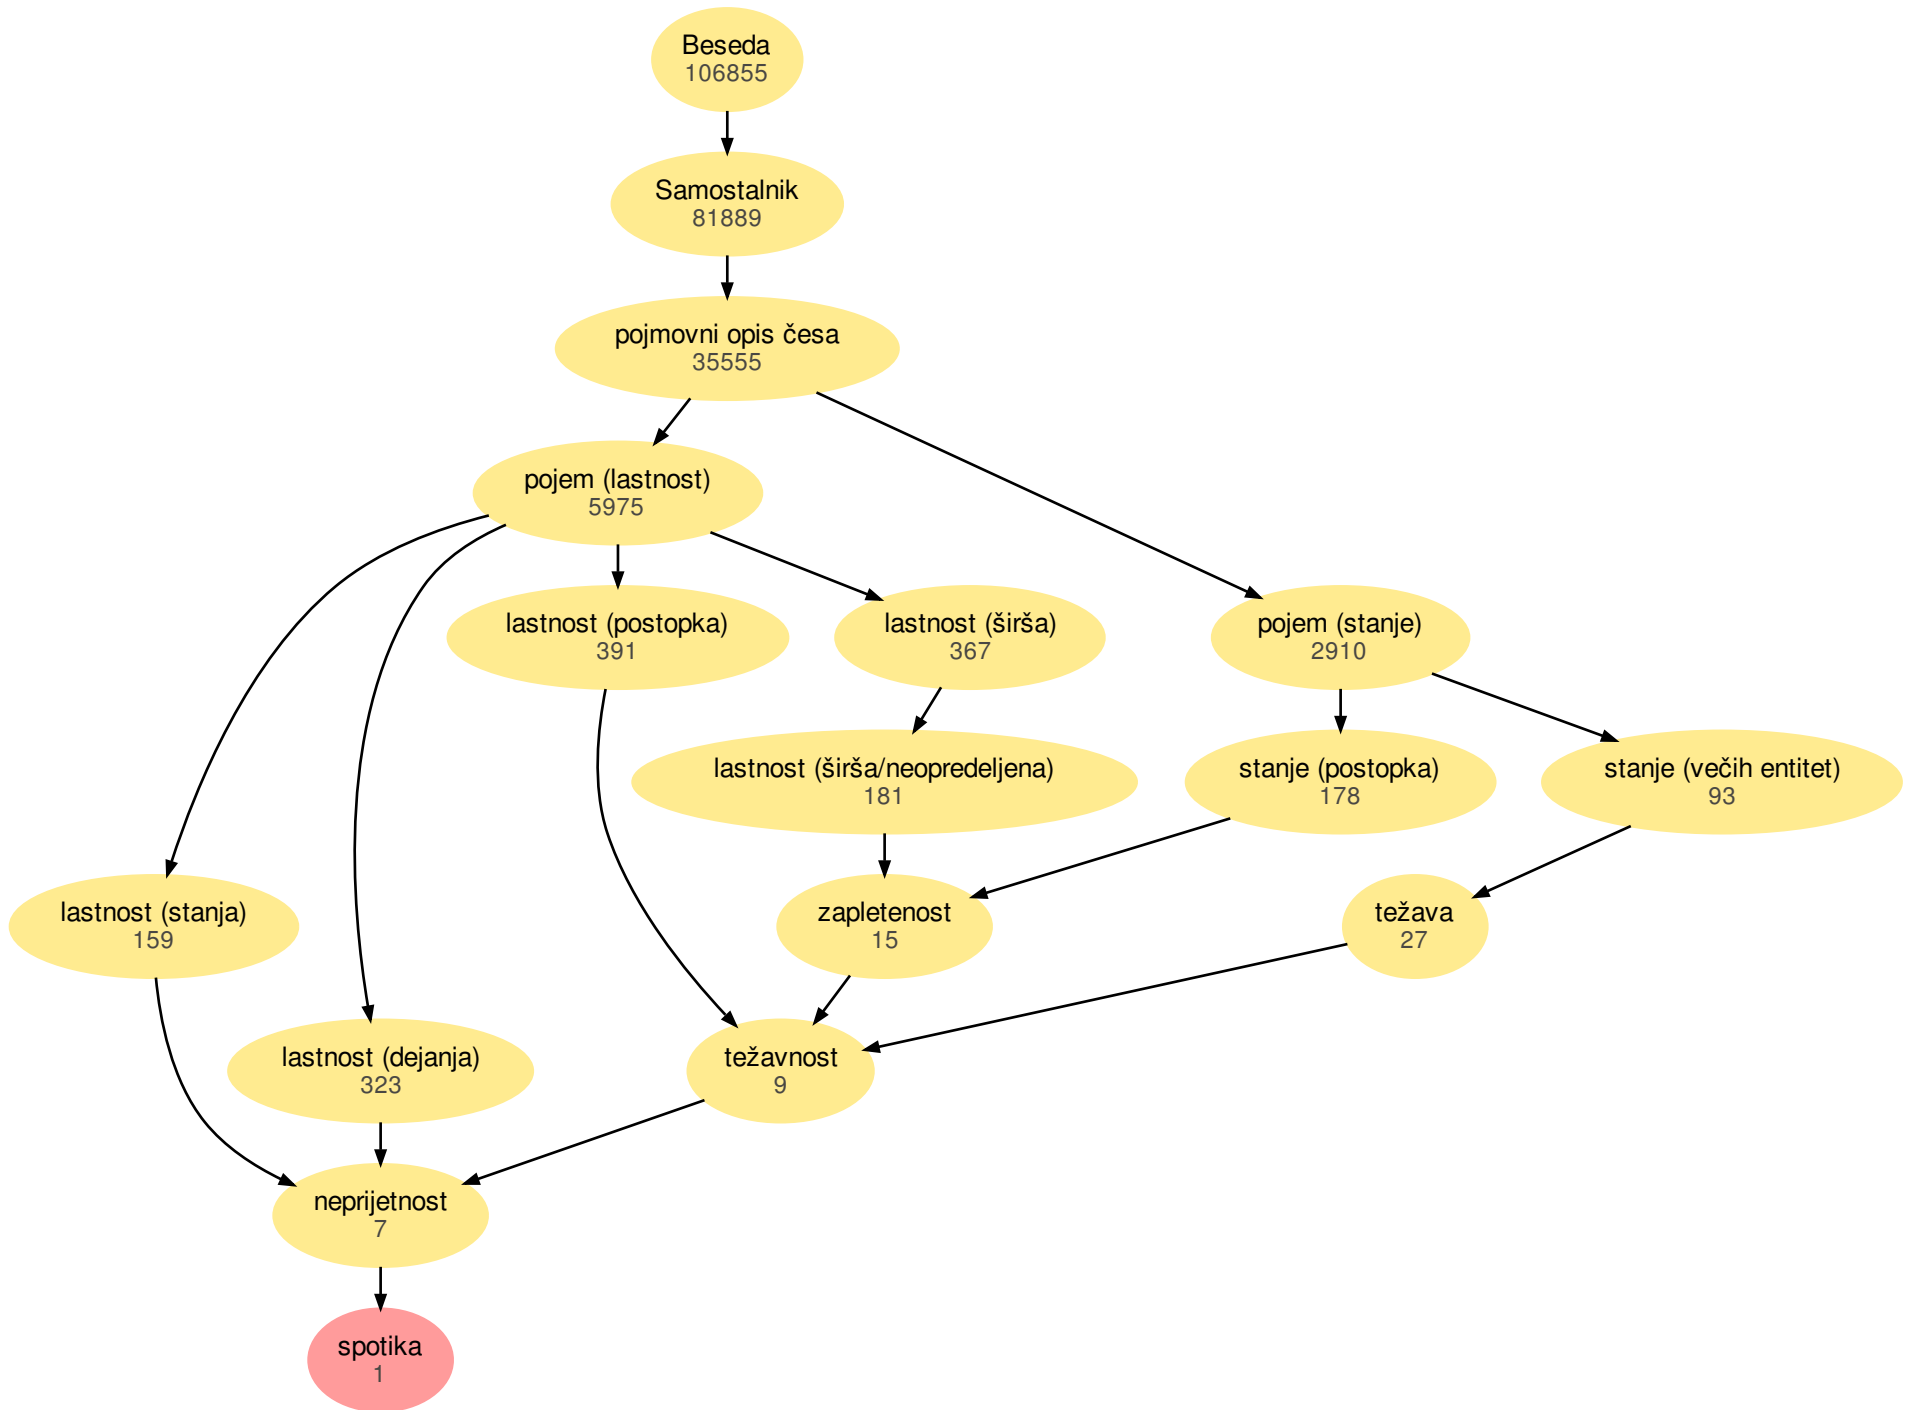 Beseda
106855
Samostalnik
81889
pojmovni opis česa
35555
pojem (lastnost)
5975
lastnost (postopka)
391
lastnost (širša)
367
pojem (stanje)
2910
lastnost (širša/neopredeljena)
181
stanje (postopka)
178
stanje (večih entitet)
93
lastnost (stanja)
159
zapletenost
15
težava
27
lastnost (dejanja)
323
težavnost
9
neprijetnost
7
spotika
1